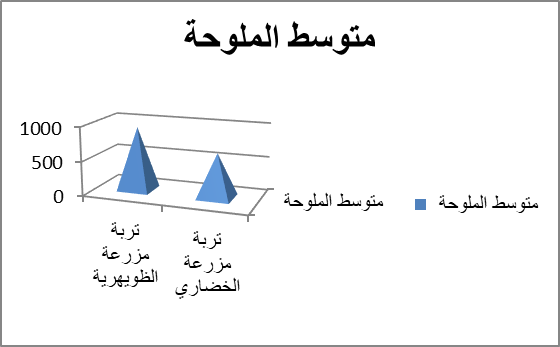 متوسط الملوحة
1000
500
0
تربة
مزرعة
الظويهرية
تربة
مزرعة
الخضاري
متوسط الملوحة
متوسط الملوحة